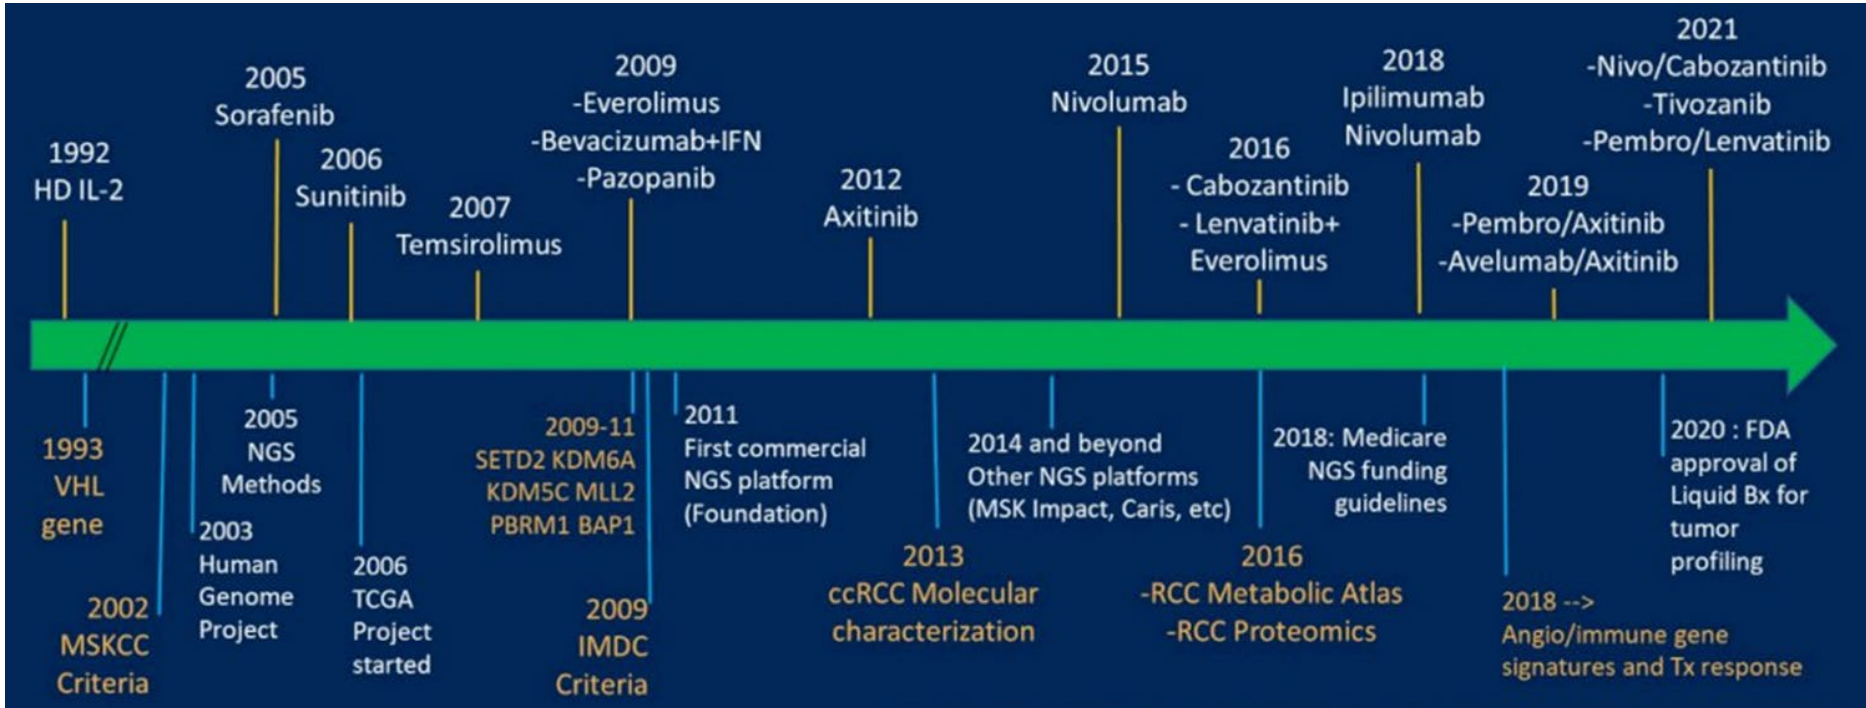 1992
HD IL-2
2005
Sorafenib
2006
Sunitinib
2007
Temsirolimus
2009
-Everolimus
-Bevacizumab+IFN
-Pazopanib
2012
Axitinib
2015
Nivolumab
2016
- Cabozantinib
- Lenvatinib+
Everolimus
2018
Ipilimumab
Nivolumab
2019
-Pembro/Axitinib
-Avelumab/Axitinib
2021
-Nivo/Cabozantinib
-Tivozanib
-Pembro/Lenvatinib
1993
VHL
gene
2002
MSKCC
Criteria
2003
Human
Genome
Project
2005
NGS
Methods
2006
TCGA
Project
started
2009-11
SETD2 KDM6A
KDM5C MLL2
PBRM1 BAP1
2009
IMDC
Criteria
2011
First commercial
NGS platform
(Foundation)
2013
ccRCC Molecular
characterization
2014 and beyond
Other NGS platforms
(MSK Impact, Caris, etc)
2016
-RCC Metabolic Atlas
-RCC Proteomics
2018: Medicare
NGS funding
guidelines
2018 -->
Angio/immune gene
signatures and Tx response
2020 : FDA
approval of
Liquid Bx for
tumor
profiling